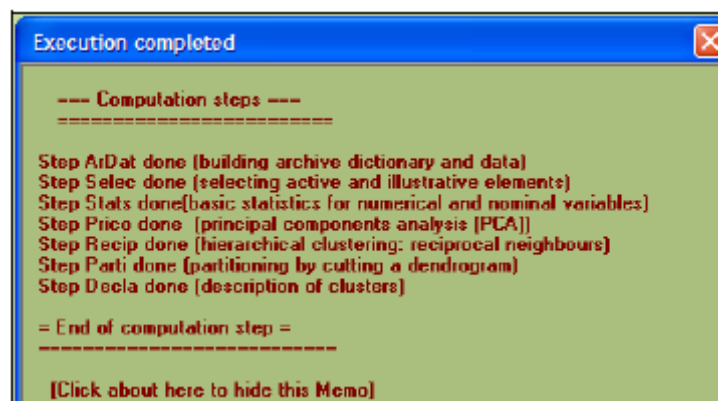 Execution completed
--- Computation steps ---
=========================
Step ArDat done (building archive dictionary and data)
Step Selec done (selecting active and illustrative elements)
Step Stats done(basic statistics for numerical and nominal variables)
Step Prico done (principal components analysis (PCA))
Step Recip done (hierarchical clustering: reciprocal neighbours)
Step Parti done (partitioning by cutting a dendrogram)
Step Decla done (description of clusters)
= End of computation step =
---------------------------
[Click about here to hide this Memo]